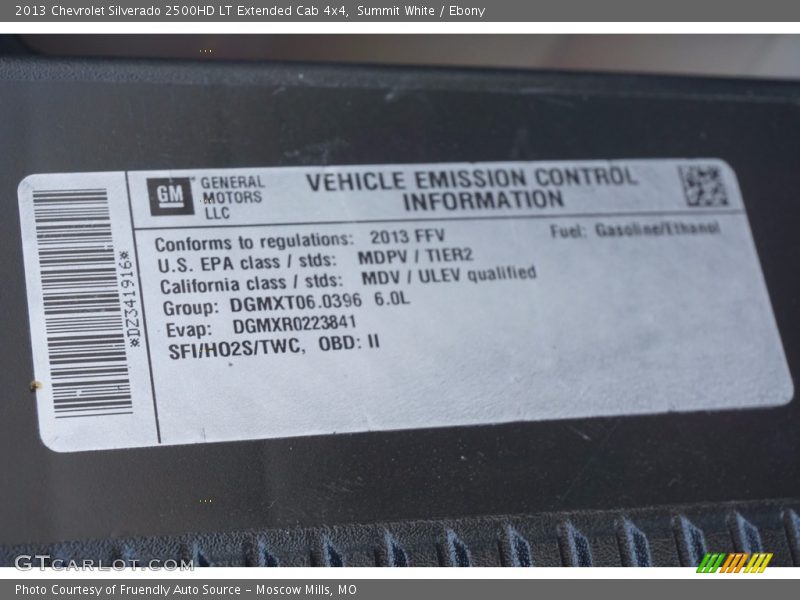 2013 Chevrolet Silverado 2500HD LT Extended Cab 4x4, Summit White / Ebony
GM
GENERAL
MOTORS
LLC
VEHICLE EMISSION CONTROL
INFORMATION
Conforms to regulations: 2013 FFV
Fuel: Gasoline/Ethanol
U.S. EPA class / stds: MDPV / TIER2
California class / stds: MDV / ULEV qualified
Group: DGMXT06.0396 6.0L
Evap: DGMXR0223841
SFI/HO2S/TWC, OBD: II
*DZ341916*
GTCARLOT.COM
Photo Courtesy of Fruendly Auto Source - Moscow Mills, MO